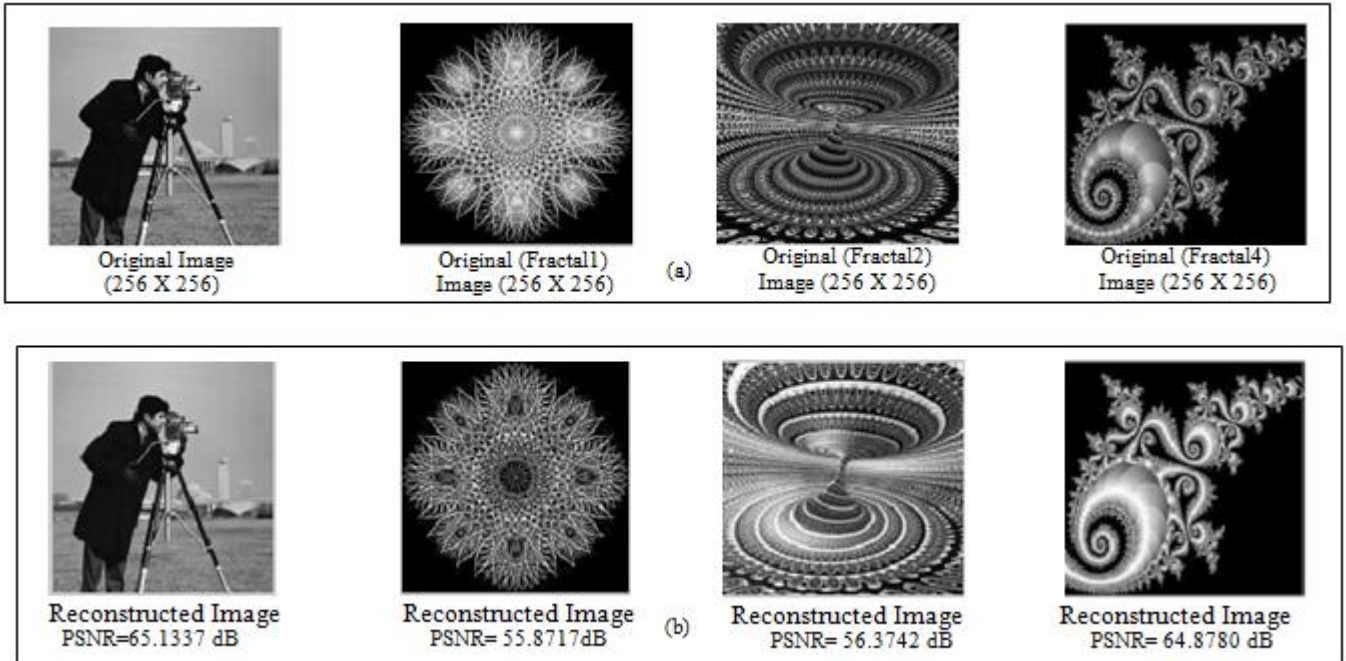 Original Image
(256 X 256)
Original (Fractal1)
Image (256 X 256)
(a)
Original (Fractal2)
Image (256 X 256)
Original (Fractal4)
Image (256 X 256)
Reconstructed Image
PSNR=65.1337 dB
Reconstructed Image
PSNR= 55.8717dB
(b)
Reconstructed Image
PSNR= 56.3742 dB
Reconstructed Image
PSNR= 64.8780 dB